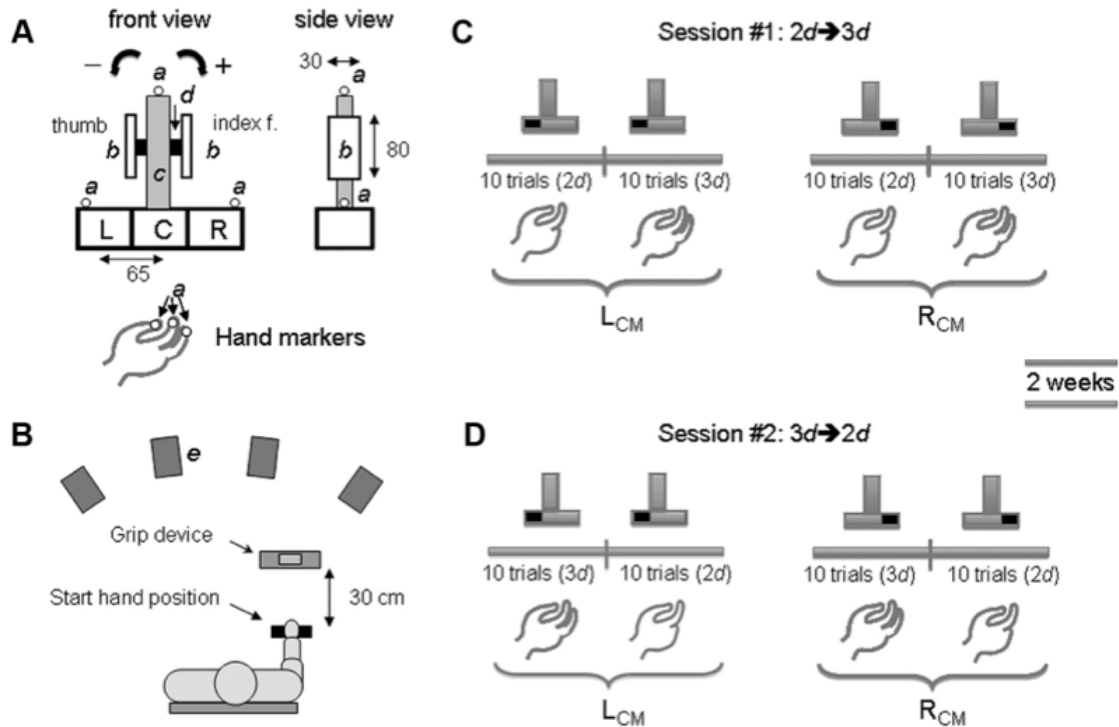 A
front view
side view
− +
a
d
thumb
index f.
b
b
c
a
a
L C R
65
30
a
b
80
a
a
Hand markers
B
e
Grip device
Start hand position
30 cm
C
Session #1: 2d➔3d
10 trials (2d) 10 trials (3d)
10 trials (2d) 10 trials (3d)
LCM
RCM
2 weeks
D
Session #2: 3d➔2d
10 trials (3d) 10 trials (2d)
10 trials (3d) 10 trials (2d)
LCM
RCM